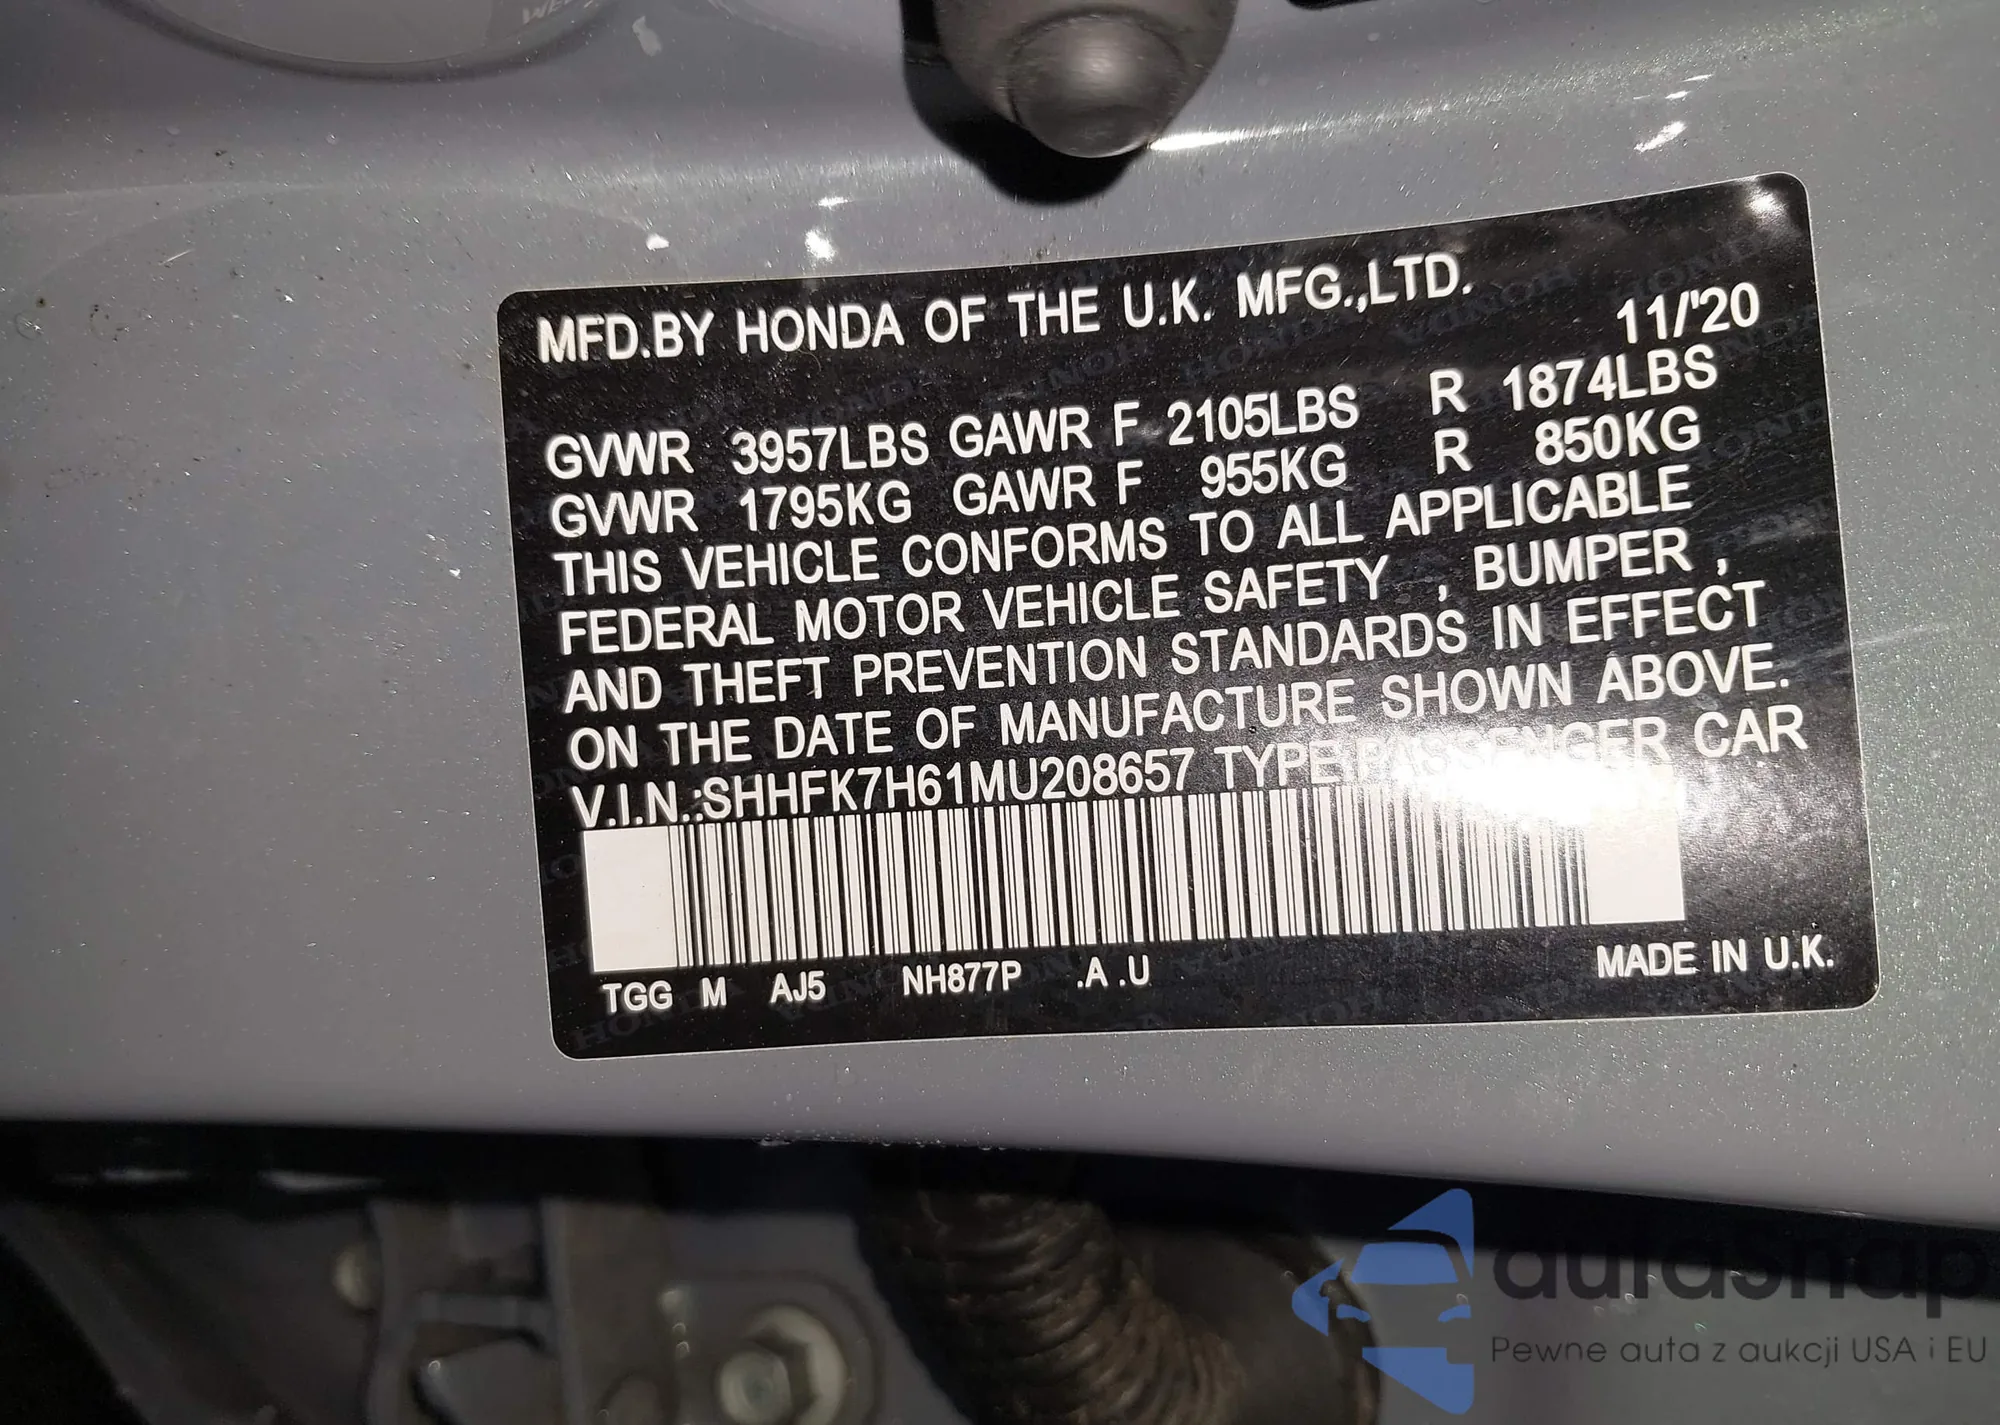 MFD.BY HONDA OF THE U.K. MFG.,LTD.
11/'20
GVWR 3957LBS GAWR F 2105LBS R 1874LBS
GVWR 1795KG GAWR F 955KG R 850KG
THIS VEHICLE CONFORMS TO ALL APPLICABLE
FEDERAL MOTOR VEHICLE SAFETY , BUMPER ,
AND THEFT PREVENTION STANDARDS IN EFFECT
ON THE DATE OF MANUFACTURE SHOWN ABOVE.
V.I.N.:SHHFK7H61MU208657 TYPE:PASSENGER CAR
TGG M AJ5 NH877P .A .U
MADE IN U.K.
autasnap
Pewne auta z aukcji USA i EU